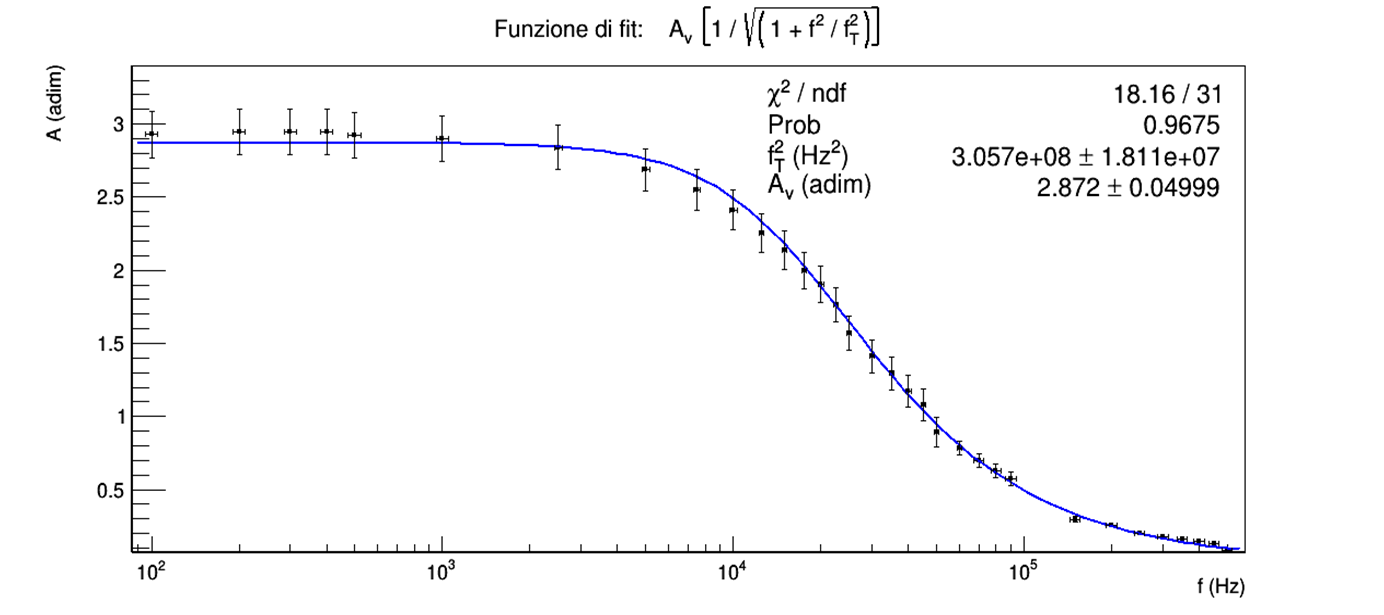 Funzione di fit: A_v [1 / √(1 + f² / f_T²)]
A (adim)
χ² / ndf 18.16 / 31
Prob 0.9675
f_T² (Hz²) 3.057e+08 ± 1.811e+07
A_v (adim) 2.872 ± 0.04999
3
2.5
2
1.5
1
0.5
10² 10³ 10⁴ 10⁵
f (Hz)